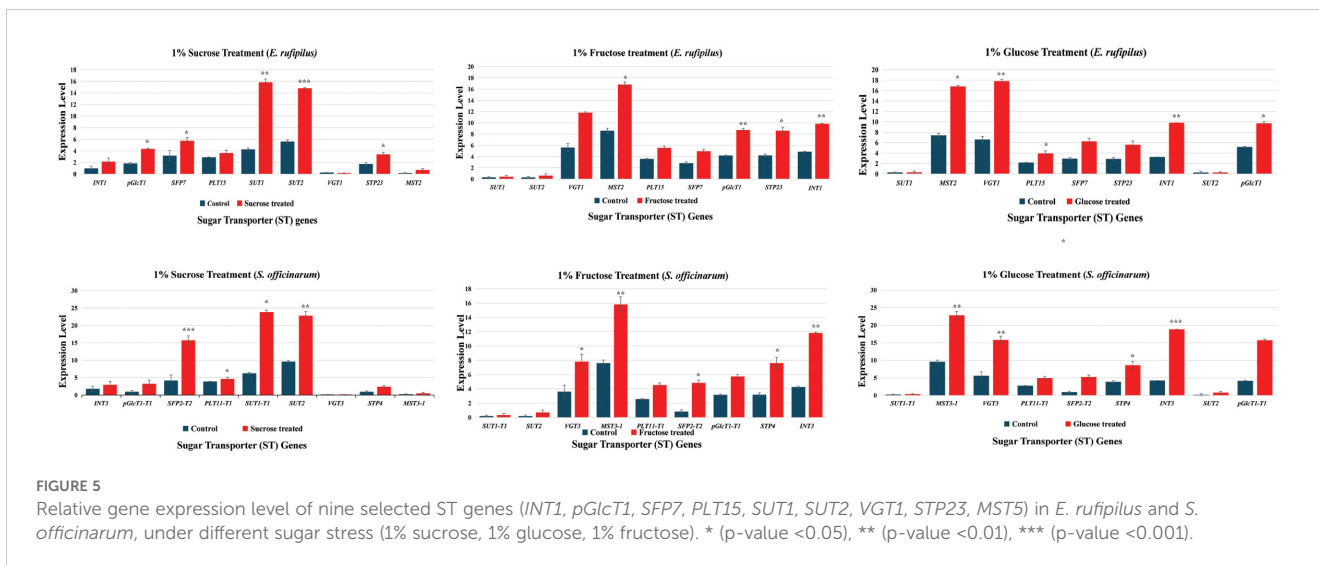 1% Sucrose Treatment (E. rufipilus)
Expression Level
18
16
14
12
10
8
6
4
2
0
* * ** *** *
INT1 pGlcT1 SFP7 PLT15 SUT1 SUT2 VGT1 STP23 MST2
Control Sucrose treated
Sugar Transporter (ST) genes
1% Fructose treatment (E. rufipilus)
Expression Level
20
18
16
14
12
10
8
6
4
2
0
* ** * **
SUT1 SUT2 VGT1 MST2 PLT15 SFP7 pGlcT1 STP23 INT1
Control Fructose treated
Sugar Transporter (ST) Genes
1% Glucose Treatment (E. rufipilus)
Expression Level
20
18
16
14
12
10
8
6
4
2
0
* ** * ** *
SUT1 MST2 VGT1 PLT15 SFP7 STP23 INT1 SUT2 pGlcT1
Control Glucose treated
Sugar Transporter (ST) Genes
*
1% Sucrose Treatment (S. officinarum)
Expression Level
30
25
20
15
10
5
0
*** * * **
INT3 pGlcT1-T1 SFP2-T2 PLT11-T1 SUT1-T1 SUT2 VGT3 STP4 MST3-1
Control Sucrose treated
Sugar Transporter (ST) Genes
1% Fructose Treatment (S. officinarum)
Expression Level
18
16
14
12
10
8
6
4
2
0
* ** * * **
SUT1-T1 SUT2 VGT3 MST3-1 PLT11-T1 SFP2-T2 pGlcT1-T1 STP4 INT3
Control Fructose treated
Sugar Transporter (ST) Genes
1% Glucose Treatment (S. officinarum)
Expression Level
30
25
20
15
10
5
0
** ** * ***
SUT1-T1 MST3-1 VGT3 PLT11-T1 SFP2-T2 STP4 INT3 SUT2 pGlcT1-T1
Control Glucose treated
Sugar Transporter (ST) Genes
FIGURE 5
Relative gene expression level of nine selected ST genes (INT1, pGlcT1, SFP7, PLT15, SUT1, SUT2, VGT1, STP23, MST5) in E. rufipilus and S.
officinarum, under different sugar stress (1% sucrose, 1% glucose, 1% fructose). * (p-value <0.05), ** (p-value <0.01), *** (p-value <0.001).